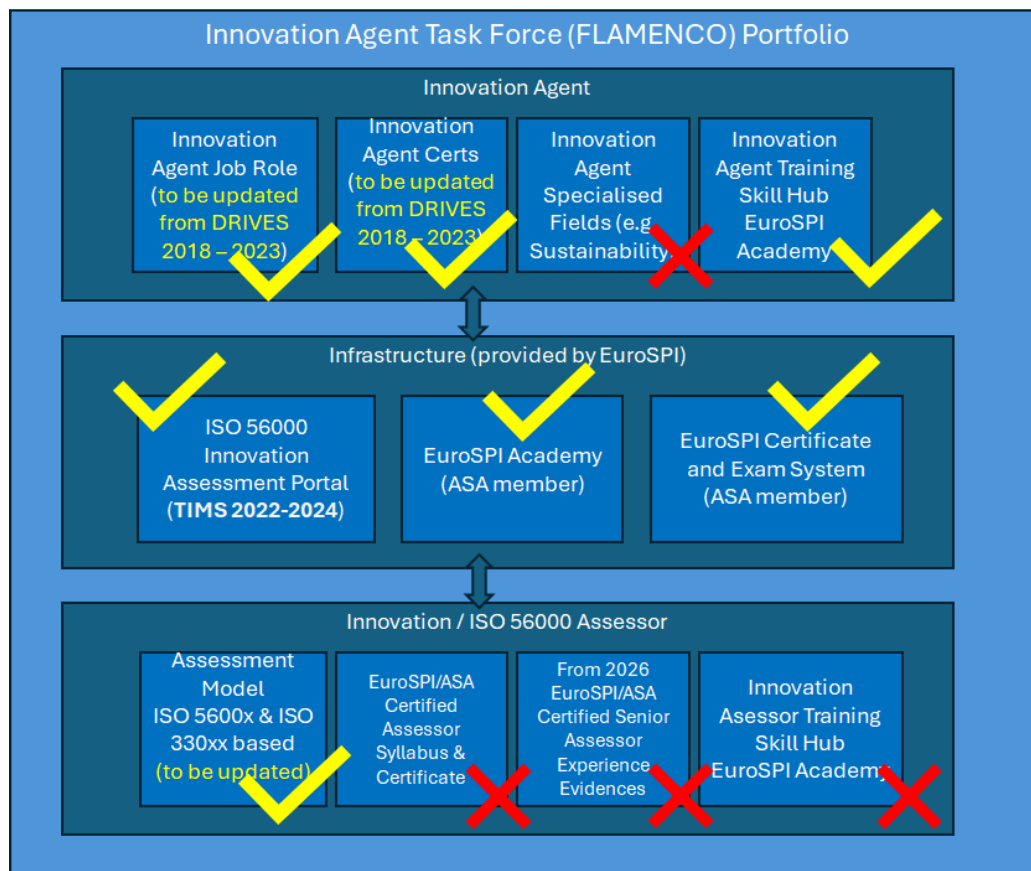 Innovation Agent Task Force (FLAMENCO) Portfolio
Innovation Agent
Innovation
Agent Job Role
(to be updated
from DRIVES
2018 – 2023)
Innovation
Agent Certs
(to be updated
from DRIVES
2018 – 2023)
Innovation
Agent
Specialised
Fields (e.g.
Sustainability)
Innovation
Agent Training
Skill Hub
EuroSPI
Academy
Infrastructure (provided by EuroSPI)
ISO 56000
Innovation
Assessment Portal
(TIMS 2022-2024)
EuroSPI Academy
(ASA member)
EuroSPI Certificate
and Exam System
(ASA member)
Innovation / ISO 56000 Assessor
Assessment
Model
ISO 5600x & ISO
330xx based
(to be updated)
EuroSPI/ASA
Certified
Assessor
Syllabus &
Certificate
From 2026
EuroSPI/ASA
Certified Senior
Assessor
Experience
Evidences
Innovation
Asessor Training
Skill Hub
EuroSPI Academy